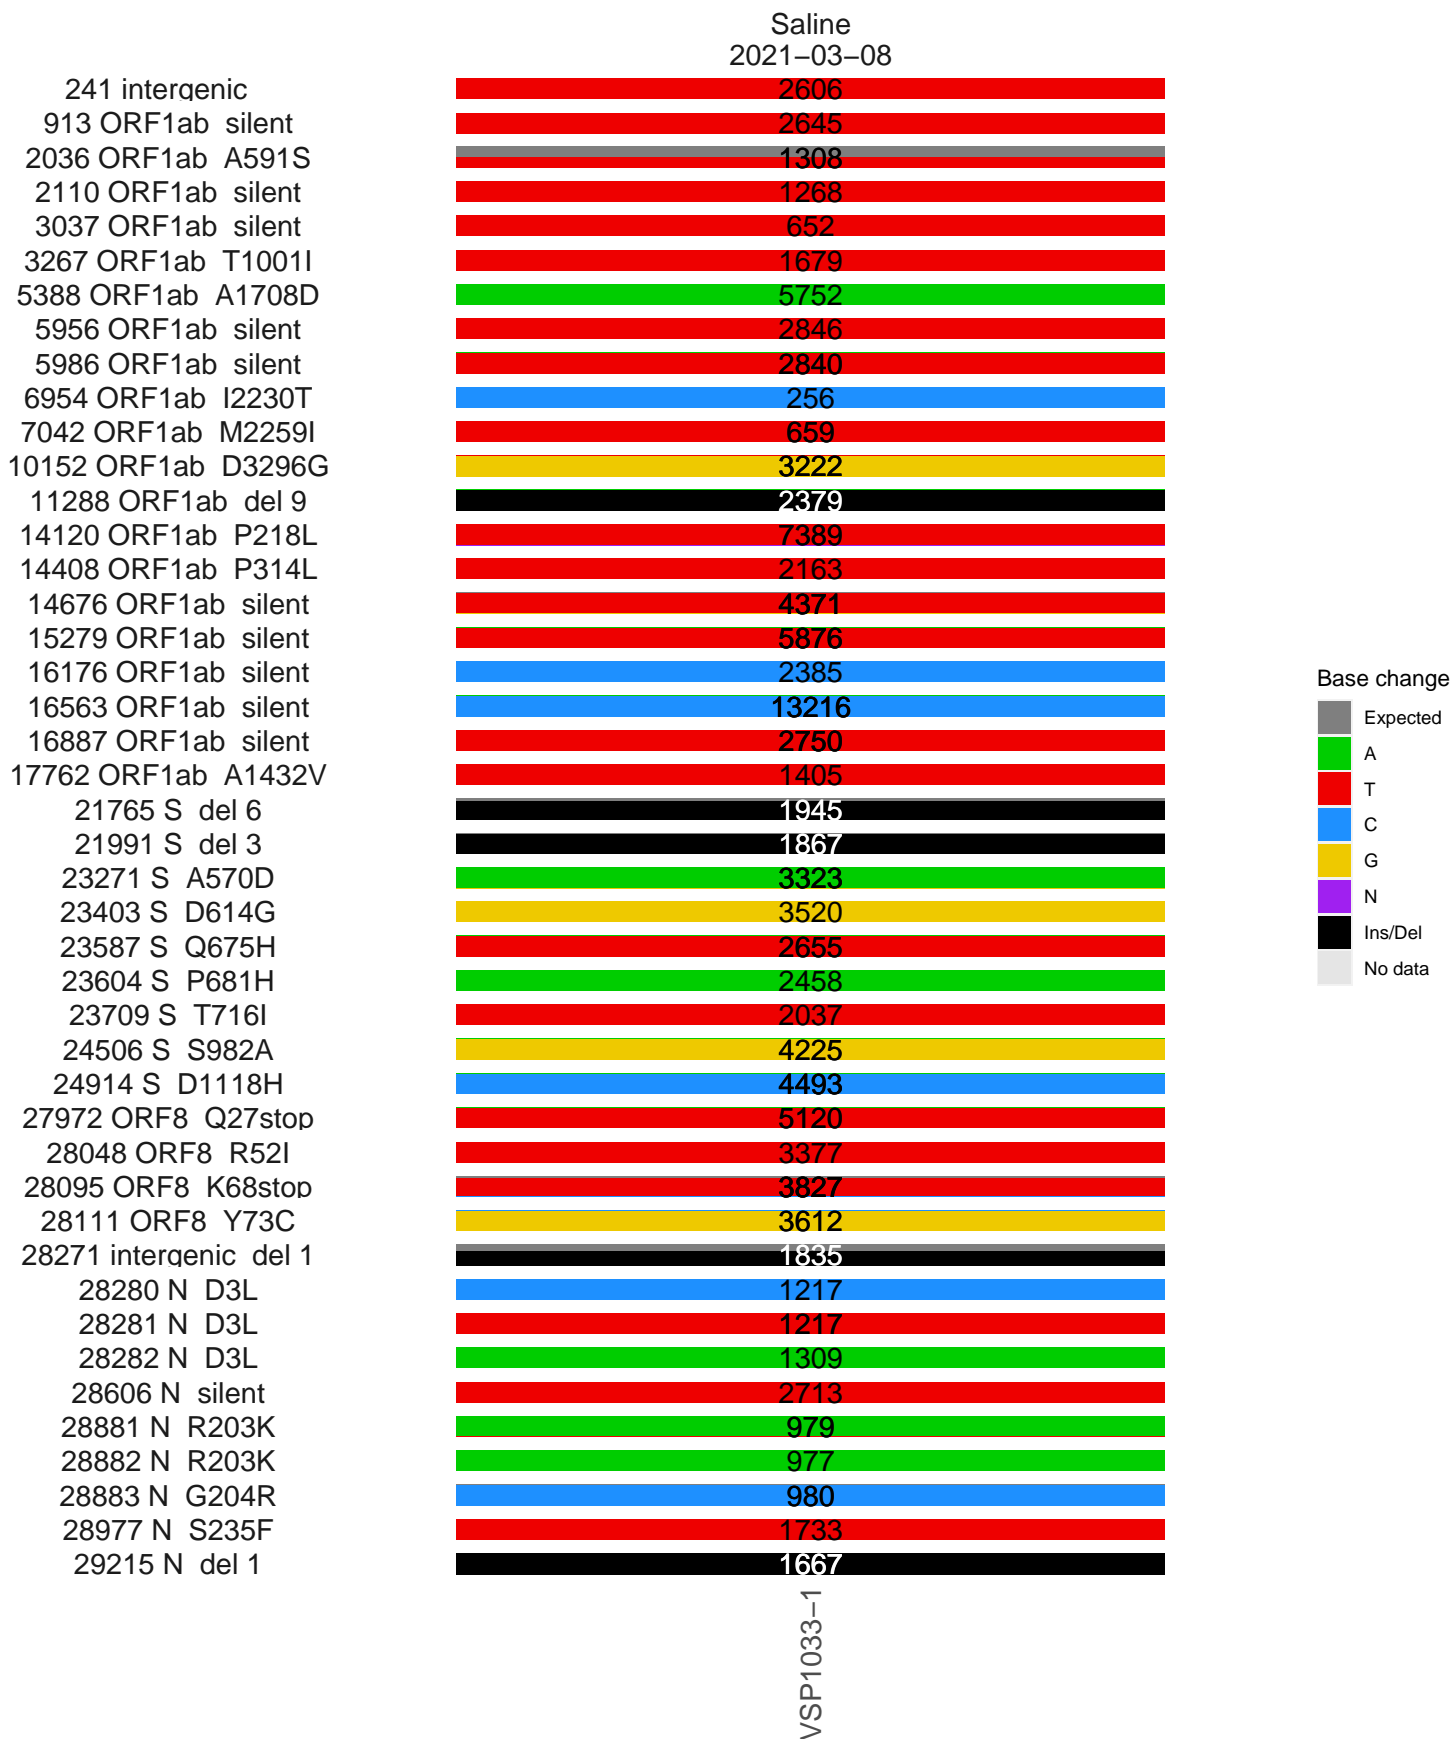 Saline
2021−03−08
241 intergenic 2606
913 ORF1ab silent 2645
2036 ORF1ab A591S 1308
2110 ORF1ab silent 1268
3037 ORF1ab silent 652
3267 ORF1ab T1001I 1679
5388 ORF1ab A1708D 5752
5956 ORF1ab silent 2846
5986 ORF1ab silent 2840
6954 ORF1ab I2230T 256
7042 ORF1ab M2259I 659
10152 ORF1ab D3296G 3222
11288 ORF1ab del 9 2379
14120 ORF1ab P218L 7389
14408 ORF1ab P314L 2163
14676 ORF1ab silent 4371
15279 ORF1ab silent 5876
16176 ORF1ab silent 2385
16563 ORF1ab silent 13216
16887 ORF1ab silent 2750
17762 ORF1ab A1432V 1405
21765 S del 6 1945
21991 S del 3 1867
23271 S A570D 3323
23403 S D614G 3520
23587 S Q675H 2655
23604 S P681H 2458
23709 S T716I 2037
24506 S S982A 4225
24914 S D1118H 4493
27972 ORF8 Q27stop 5120
28048 ORF8 R52I 3377
28095 ORF8 K68stop 3827
28111 ORF8 Y73C 3612
28271 intergenic del 1 1835
28280 N D3L 1217
28281 N D3L 1217
28282 N D3L 1309
28606 N silent 2713
28881 N R203K 979
28882 N R203K 977
28883 N G204R 980
28977 N S235F 1733
29215 N del 1 1667
VSP1033−1
Base change
Expected
A
T
C
G
N
Ins/Del
No data